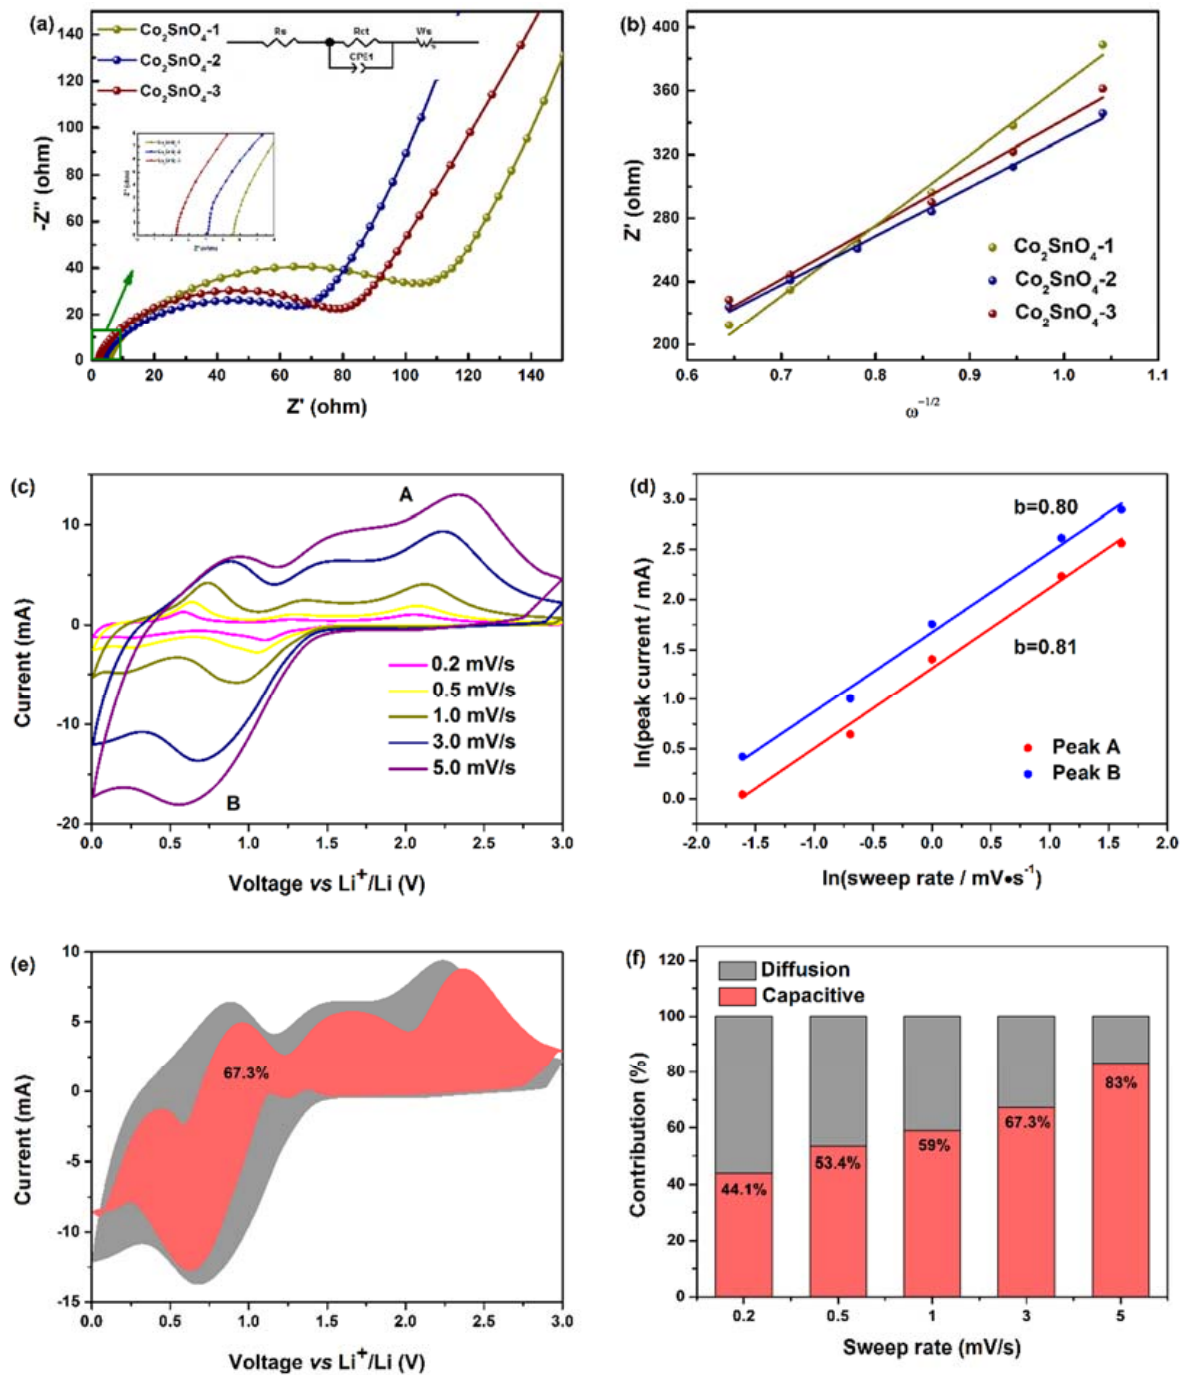 (a)
Co₂SnO₄-1
Co₂SnO₄-2
Co₂SnO₄-3
Rs
Rct
Ws
CPE1
140
120
100
80
60
40
20
0
-Z'' (ohm)
0 20 40 60 80 100 120 140
Z' (ohm)
(b)
360
320
280
240
200
Z' (ohm)
Co₂SnO₄-1
Co₂SnO₄-2
Co₂SnO₄-3
0.6 0.7 0.8 0.9 1.0 1.1
ω⁻¹/²
(c)
A
B
10
0
-10
-20
Current (mA)
0.2 mV/s
0.5 mV/s
1.0 mV/s
3.0 mV/s
5.0 mV/s
0.0 0.5 1.0 1.5 2.0 2.5 3.0
Voltage vs Li⁺/Li (V)
(d)
b=0.80
b=0.81
3.0
2.5
2.0
1.5
1.0
0.5
0.0
ln(peak current / mA)
Peak A
Peak B
-2.0 -1.5 -1.0 -0.5 0.0 0.5 1.0 1.5 2.0
ln(sweep rate / mV•s⁻¹)
(e)
67.3%
10
5
0
-5
-10
-15
Current (mA)
0.0 0.5 1.0 1.5 2.0 2.5 3.0
Voltage vs Li⁺/Li (V)
(f)
Diffusion
Capacitive
120
100
80
60
40
20
0
Contribution (%)
44.1%
53.4%
59%
67.3%
83%
0.2 0.5 1 3 5
Sweep rate (mV/s)